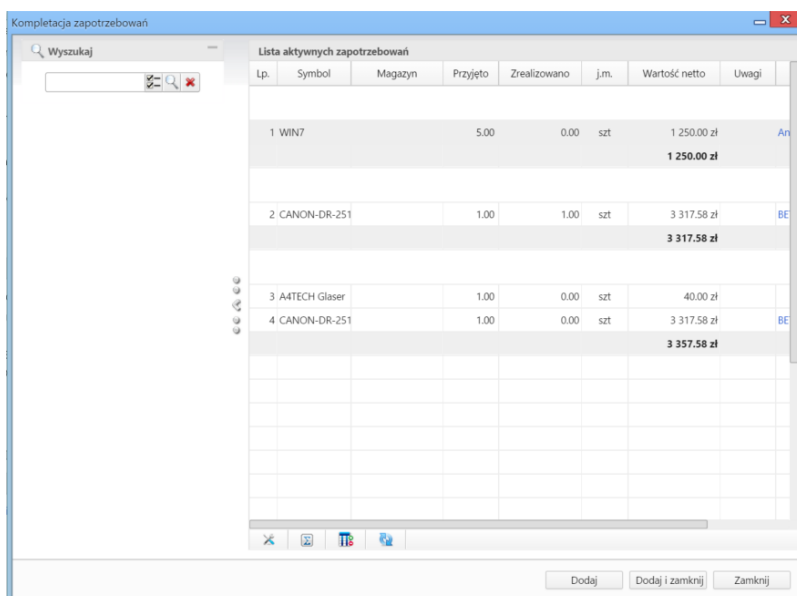 Kompletacja zapotrzebowań
Wyszukaj
Lista aktywnych zapotrzebowań
Lp. Symbol Magazyn Przyjęto Zrealizowano j.m. Wartość netto Uwagi
1 WIN7 5.00 0.00 szt 1 250.00 zł An
1 250.00 zł
2 CANON-DR-251 1.00 1.00 szt 3 317.58 zł BE
3 317.58 zł
3 A4TECH Glaser 1.00 0.00 szt 40.00 zł
4 CANON-DR-251 1.00 0.00 szt 3 317.58 zł BE
3 357.58 zł
Dodaj Dodaj i zamknij Zamknij